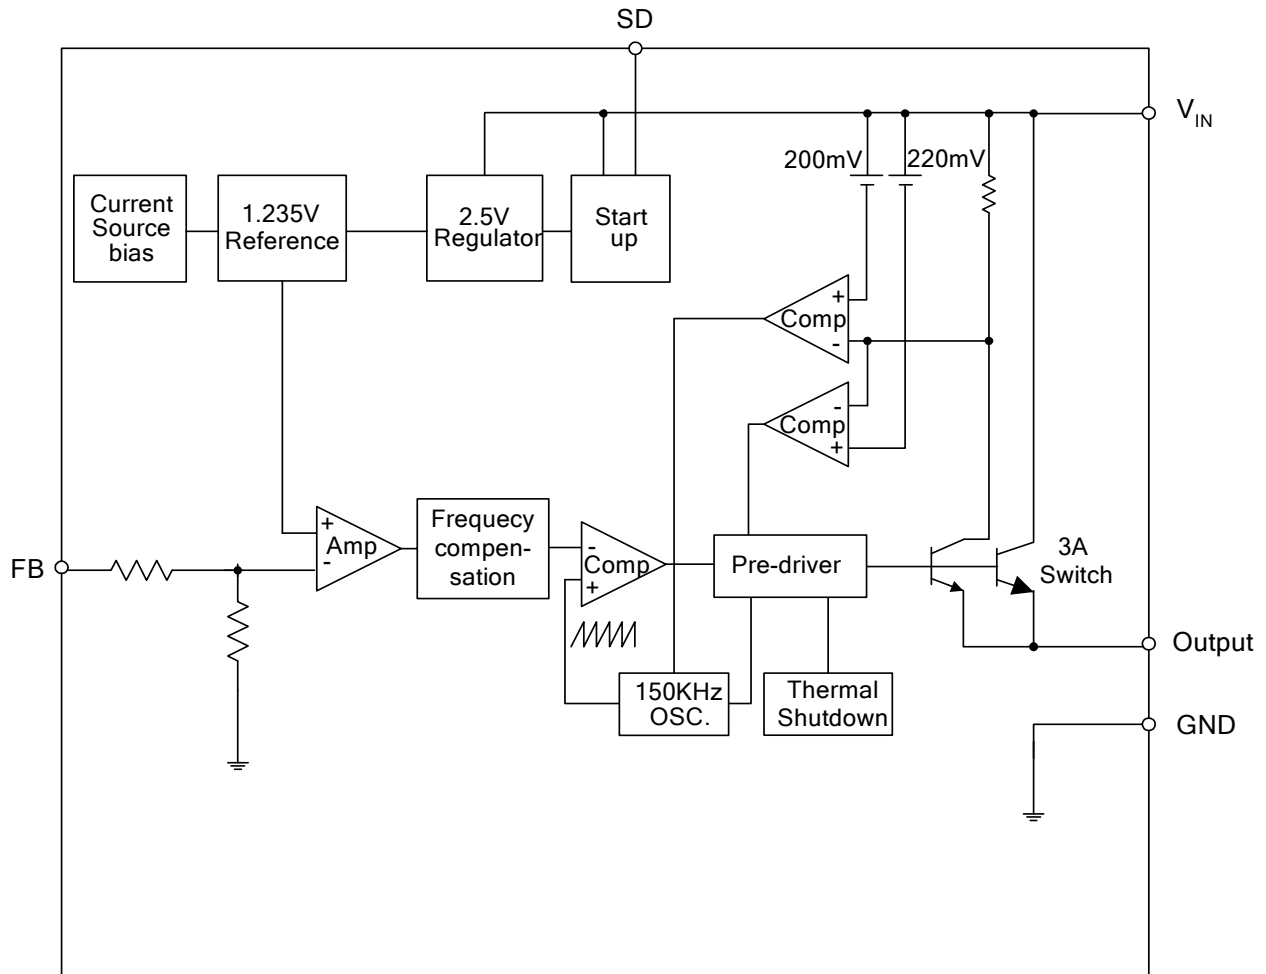 SD
V_IN
200mV
220mV
Current
Source
bias
1.235V
Reference
2.5V
Regulator
Start
up
+
Comp
-
-
Comp
+
+
Amp
-
Frequecy
compen-
sation
-
Comp
+
Pre-driver
3A
Switch
FB
Output
150KHz
OSC.
Thermal
Shutdown
GND